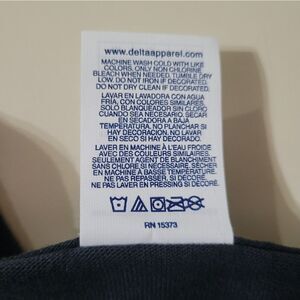 www.deltaapparel.com
MACHINE WASH COLD WITH LIKE
COLORS, ONLY NON CHLORINE
BLEACH WHEN NEEDED. TUMBLE DRY
LOW. DO NOT IRON IF DECORATED.
DO NOT DRY CLEAN IF DECORATED.
LAVAR EN LAVADORA CON AGUA
FRIA, CON COLORES SIMILARES.
SOLO BLANQUEADOR SIN CLORO
CUANDO SEA NECESARIO. SECAR
EN SECADORA A BAJA
TEMPERATURA. NO PLANCHAR SI
HAY DECORACION. NO LAVAR
EN SECO SI HAY DECORADO.
LAVER EN MACHINE À L'EAU FROIDE
AVEC DES COULEURS SIMILAIRES.
SEULEMENT AGENT DE BLANCHIMENT
SANS CHLORE SI NÉCESSAIRE. SÉCHER
EN MACHINE A BASSE TEMPÉRATURE.
NE PAS REPASSER, SI DÉCORÉ.
NE PAS LAVER EN PRESSING SI DÉCORÉ.
RN 15373